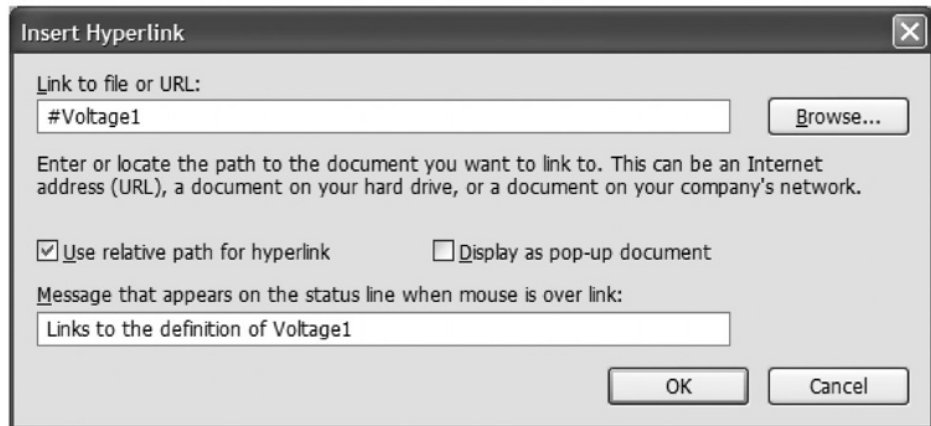 Insert Hyperlink
Link to file or URL:
#Voltage1
Browse...
Enter or locate the path to the document you want to link to. This can be an Internet
address (URL), a document on your hard drive, or a document on your company's network.
Use relative path for hyperlink
Display as pop-up document
Message that appears on the status line when mouse is over link:
Links to the definition of Voltage1
OK
Cancel